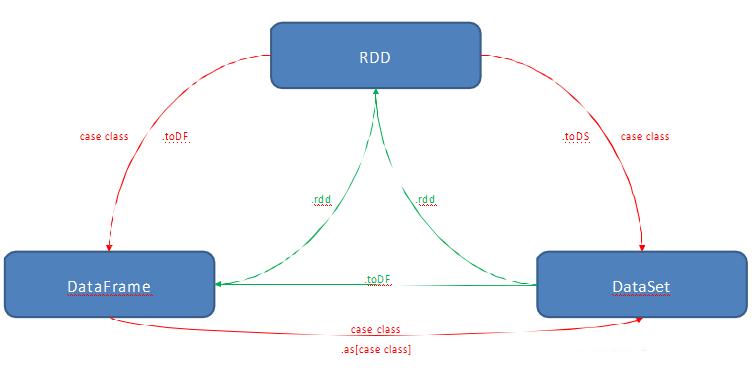 RDD
case class .toDF
.toDS case class
.rdd
.rdd
DataFrame
.toDF
DataSet
case class
.as[case class]